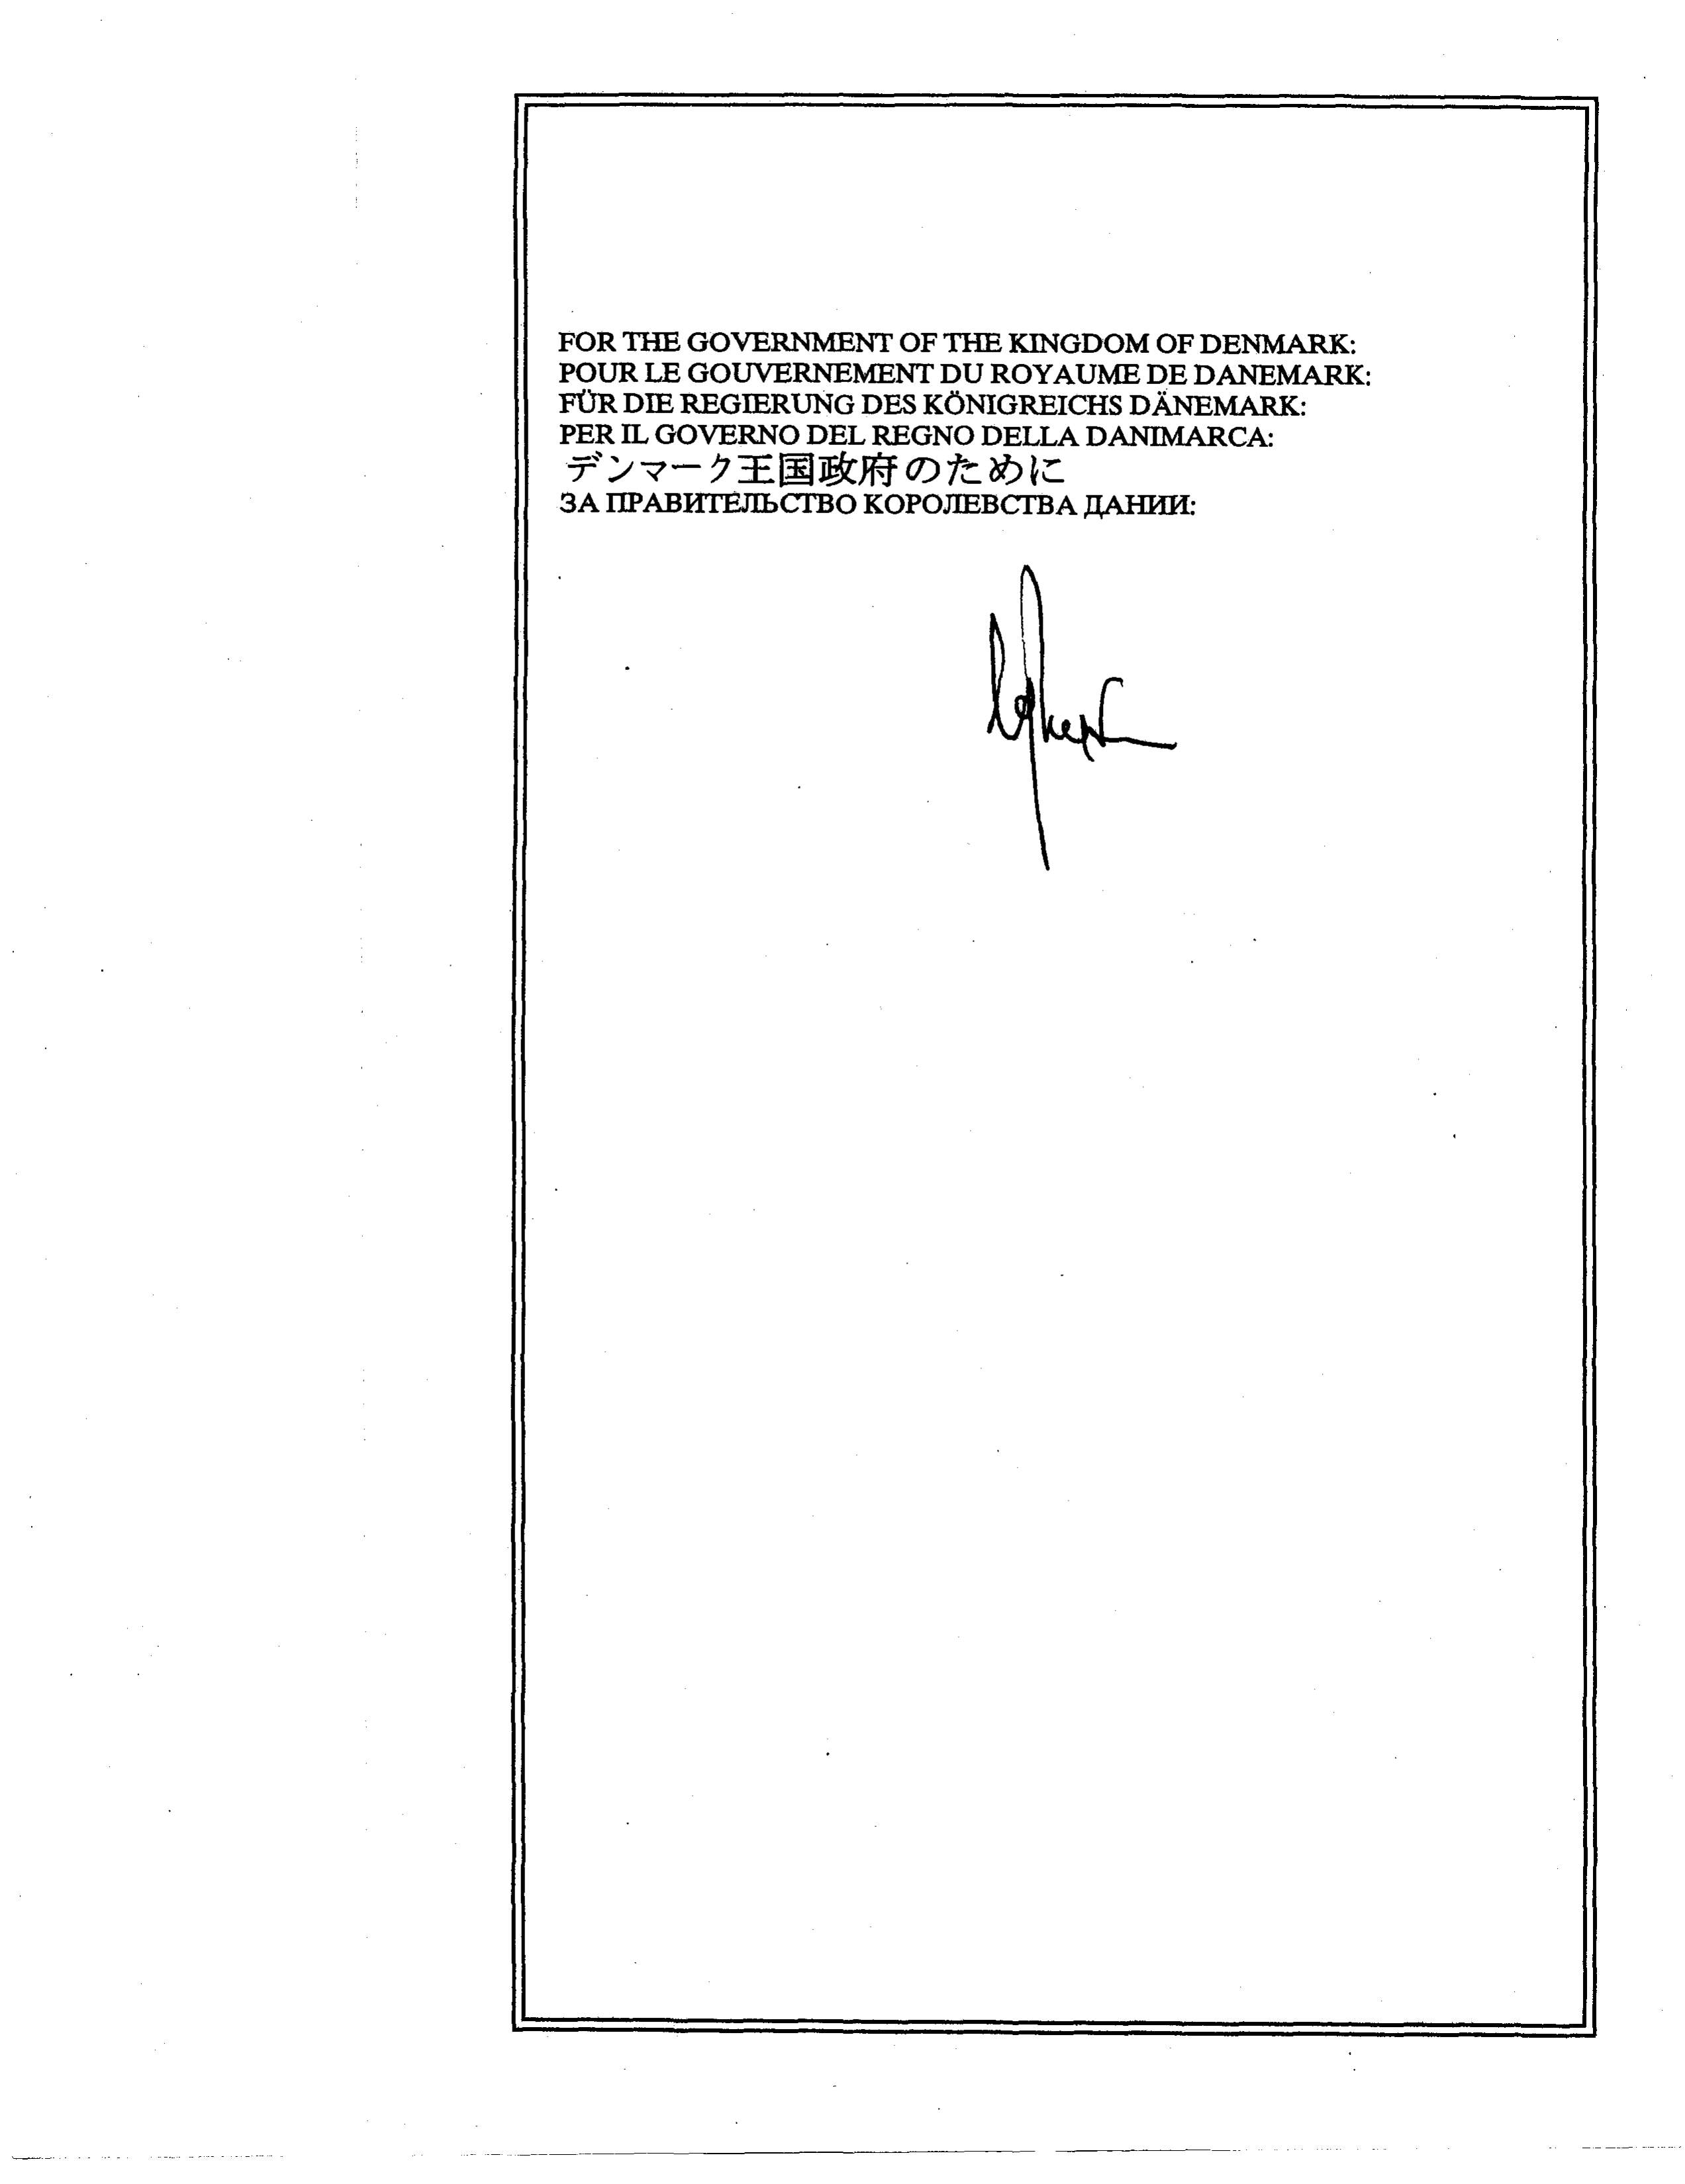 FOR THE GOVERNMENT OF THE KINGDOM OF DENMARK:
POUR LE GOUVERNEMENT DU ROYAUME DE DANEMARK:
FÜR DIE REGIERUNG DES KÖNIGREICHS DÄNEMARK:
PER IL GOVERNO DEL REGNO DELLA DANIMARCA:
デンマーク王国政府のために
ЗА ПРАВИТЕЛЬСТВО КОРОЛЕВСТВА ДАНИИ: